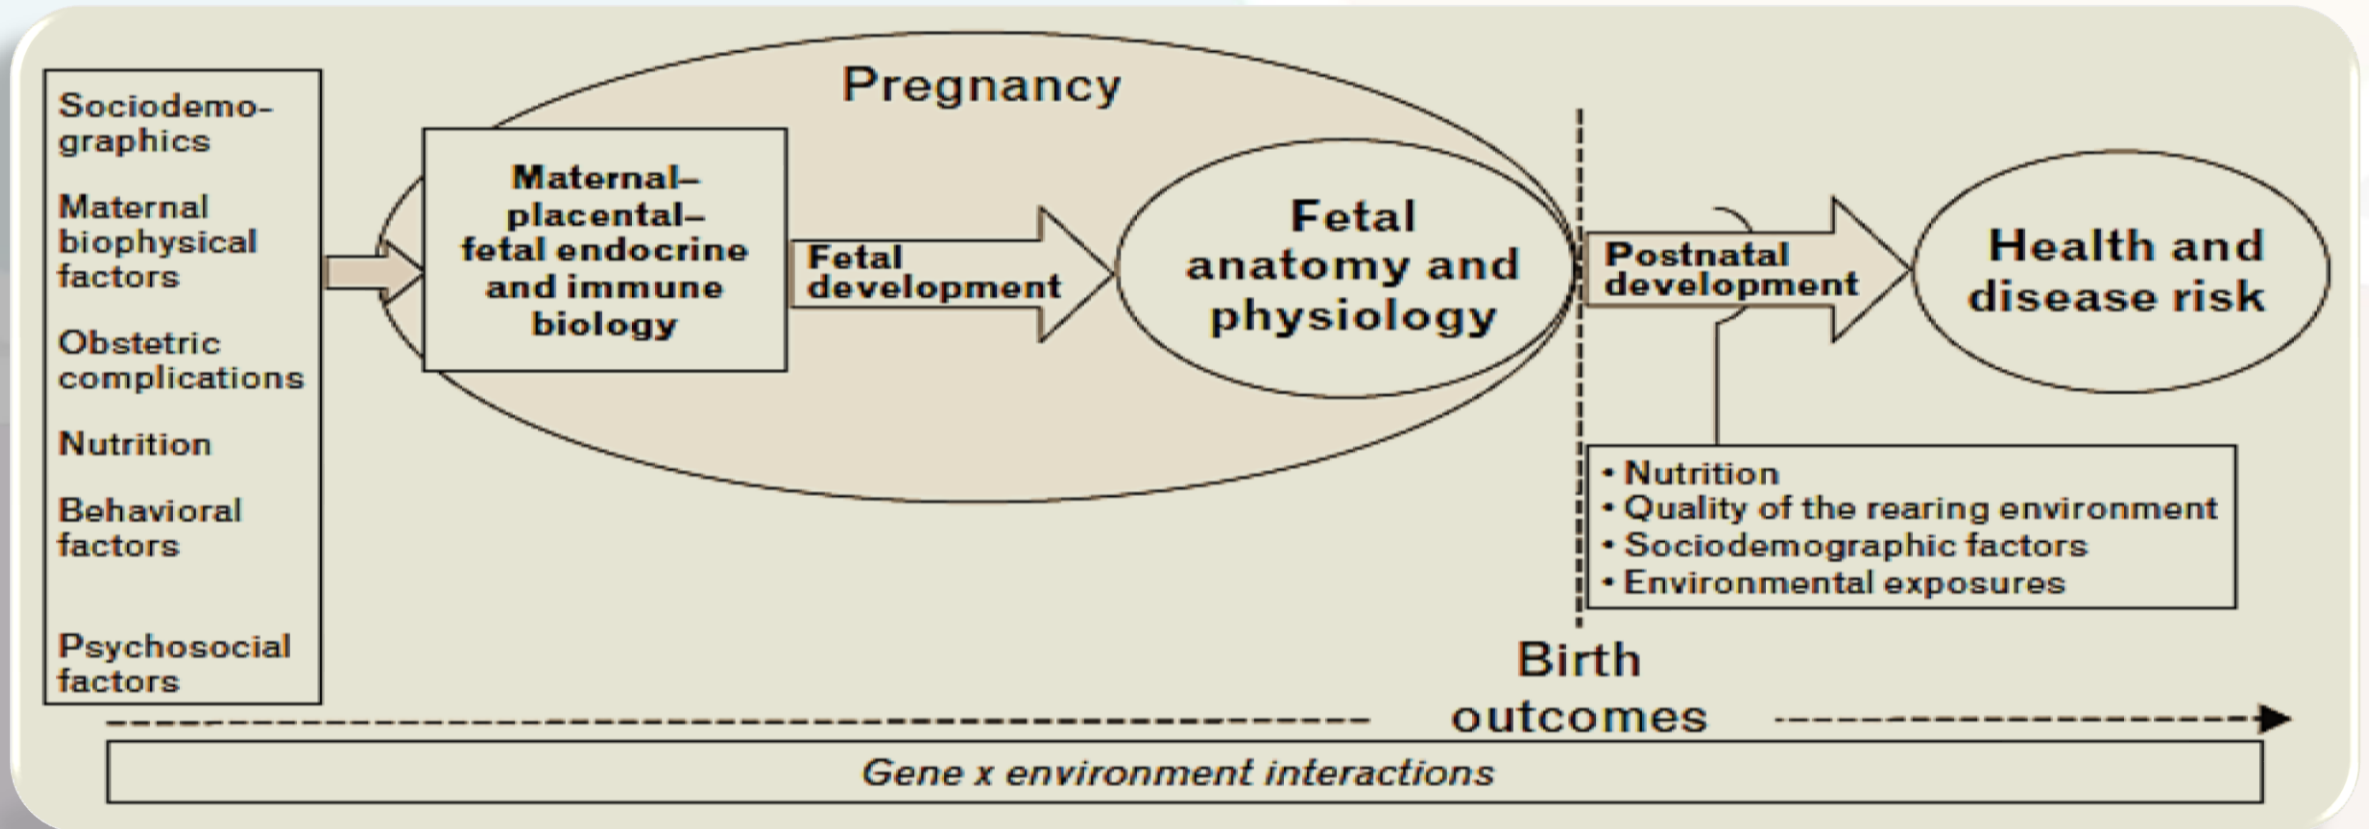 Sociodemo-
graphics
Maternal
biophysical
factors
Obstetric
complications
Nutrition
Behavioral
factors
Psychosocial
factors
Pregnancy
Maternal–
placental–
fetal endocrine
and immune
biology
Fetal
development
Fetal
anatomy and
physiology
Postnatal
development
Health and
disease risk
• Nutrition
• Quality of the rearing environment
• Sociodemographic factors
• Environmental exposures
Birth
outcomes
Gene x environment interactions